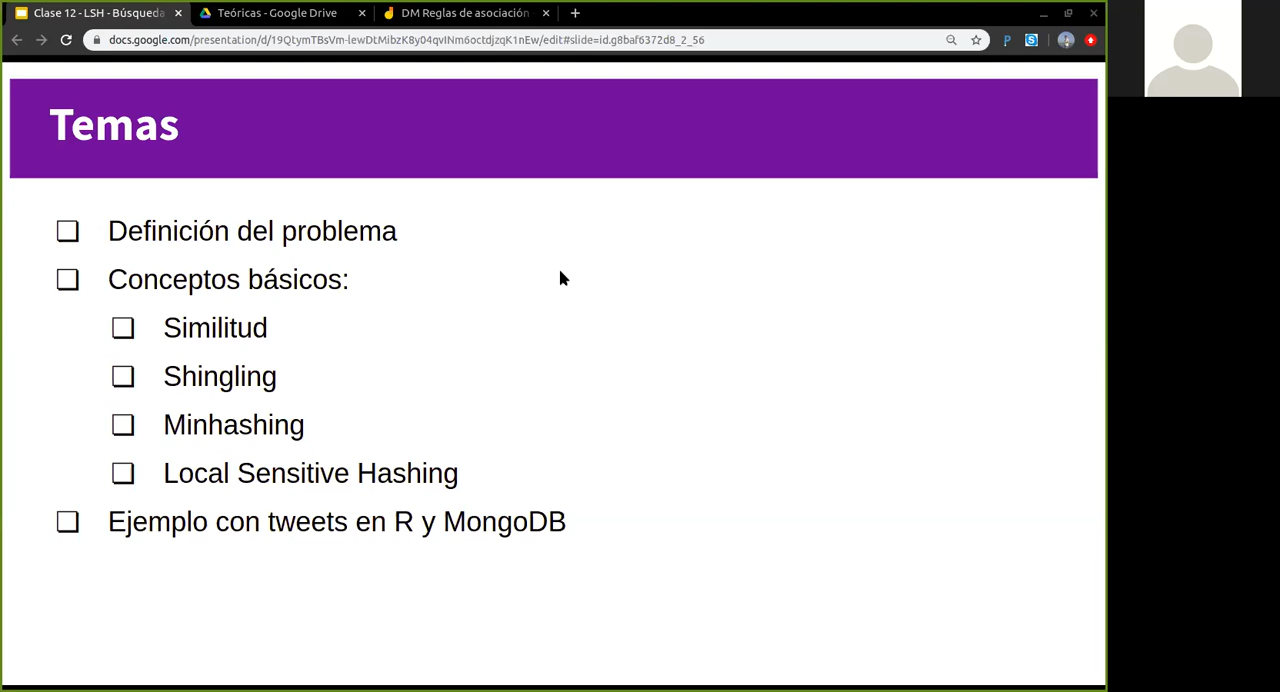 Clase 12 - LSH - Búsqueda
Teóricas - Google Drive
DM Reglas de asociación
docs.google.com/presentation/d/19QtymTBsVm-lewDtMibzK8y04qvINm6octdjzqK1nEw/edit#slide=id.g8baf6372d8_2_56
Temas
Definición del problema
Conceptos básicos:
Similitud
Shingling
Minhashing
Local Sensitive Hashing
Ejemplo con tweets en R y MongoDB